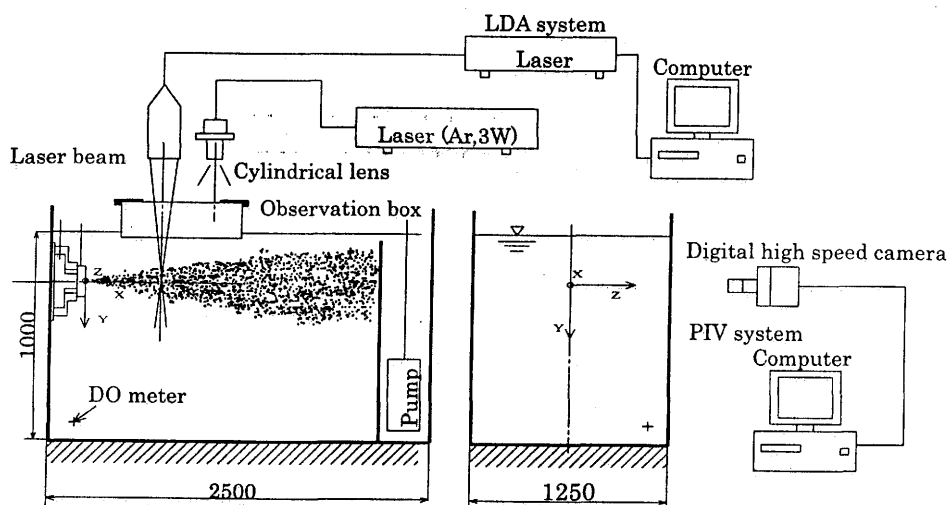 LDA system
Laser
Computer
Laser (Ar,3W)
Laser beam
Cylindrical lens
Observation box
Digital high speed camera
Z
X
Y
X
Z
Y
1000
PIV system
Computer
DO meter
Pump
2500
1250